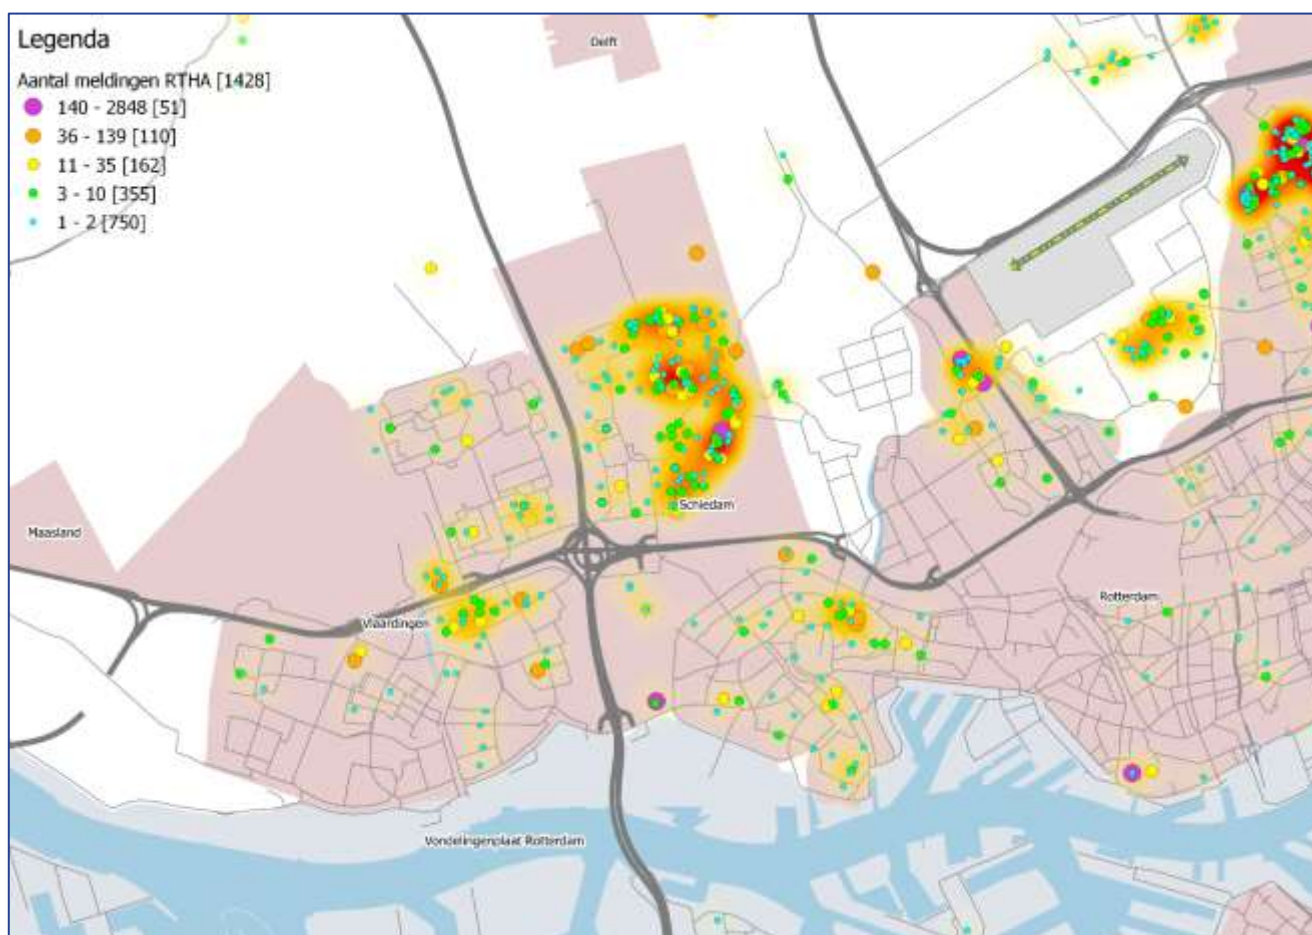 Legenda
Aantal meldingen RTHA [1428]
140 - 2848 [51]
36 - 139 [110]
11 - 35 [162]
3 - 10 [355]
1 - 2 [750]
Delft
Schiedam
Maasland
Rotterdam
Vlaardingen
Vondelingenplaat Rotterdam